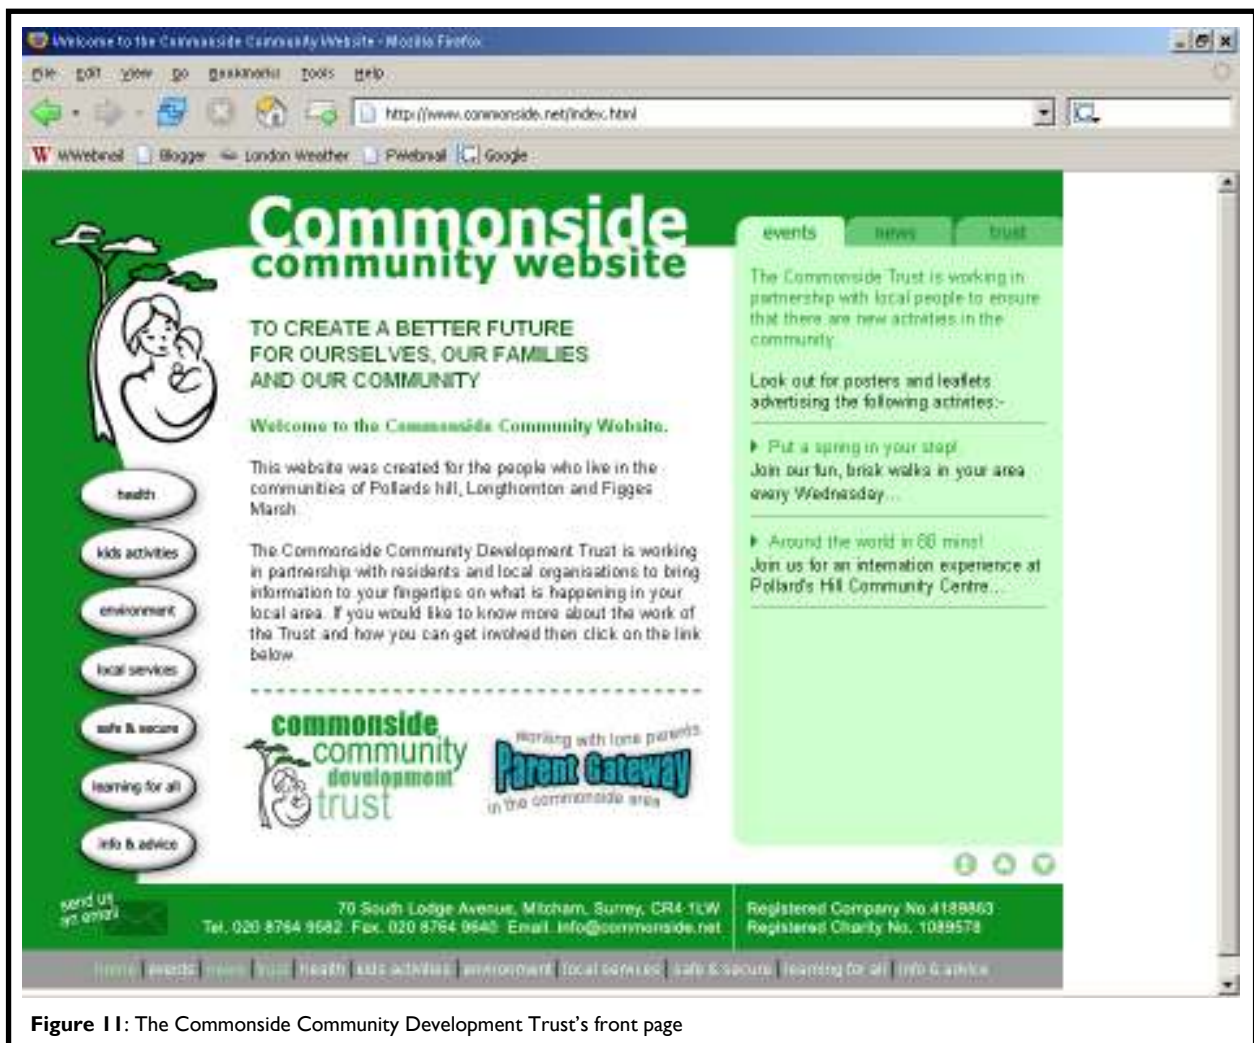 Welcome to the Commonside Community Website - Mozilla Firefox
File Edit View Go Bookmarks Tools Help
http://www.commonside.net/index.html
WWebmail Blogger London Weather PWebmail Google
Commonside
community website
events news trust
TO CREATE A BETTER FUTURE
FOR OURSELVES, OUR FAMILIES
AND OUR COMMUNITY
Welcome to the Commonside Community Website.
This website was created for the people who live in the
communities of Pollards hill, Longthornton and Figges
Marsh.
The Commonside Community Development Trust is working
in partnership with residents and local organisations to bring
information to your fingertips on what is happening in your
local area. If you would like to know more about the work of
the Trust and how you can get involved then click on the link
below.
health
kids activities
environment
local services
safe & secure
learning for all
info & advice
commonside
community
development
trust
working with lone parents
Parent Gateway
in the commonside area
The Commonside Trust is working in
partnership with local people to ensure
that there are new activities in the
community.
Look out for posters and leaflets
advertising the following activites:-
Put a spring in your step!
Join our fun, brisk walks in your area
every Wednesday...
Around the world in mins!
Join us for an internation experience at
Pollard's Hill Community Centre...
send us
an email
70 South Lodge Avenue, Mitcham, Surrey, CR4 1LW
Tel. 020 8764 9582. Fax. 020 8764 9640. Email. info@commonside.net
Registered Company No.4189863
Registered Charity No. 1089578
home events news trust health kids activities environment local services safe & secure learning for all info & advice
Figure 11: The Commonside Community Development Trust's front page